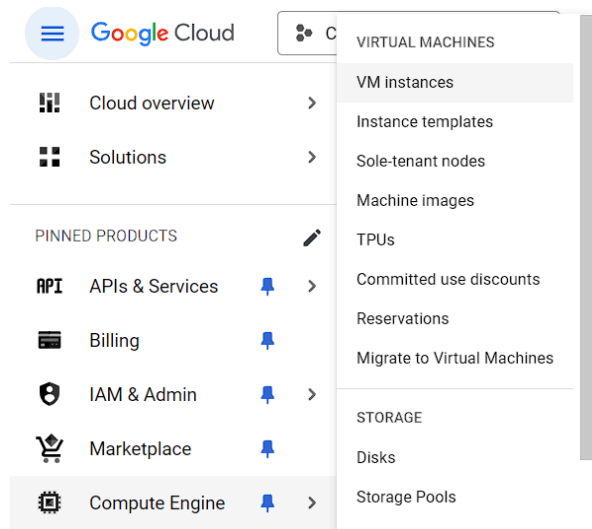 Google Cloud
C
Cloud overview
Solutions
PINNED PRODUCTS
API APIs & Services
Billing
IAM & Admin
Marketplace
Compute Engine
VIRTUAL MACHINES
VM instances
Instance templates
Sole-tenant nodes
Machine images
TPUs
Committed use discounts
Reservations
Migrate to Virtual Machines
STORAGE
Disks
Storage Pools